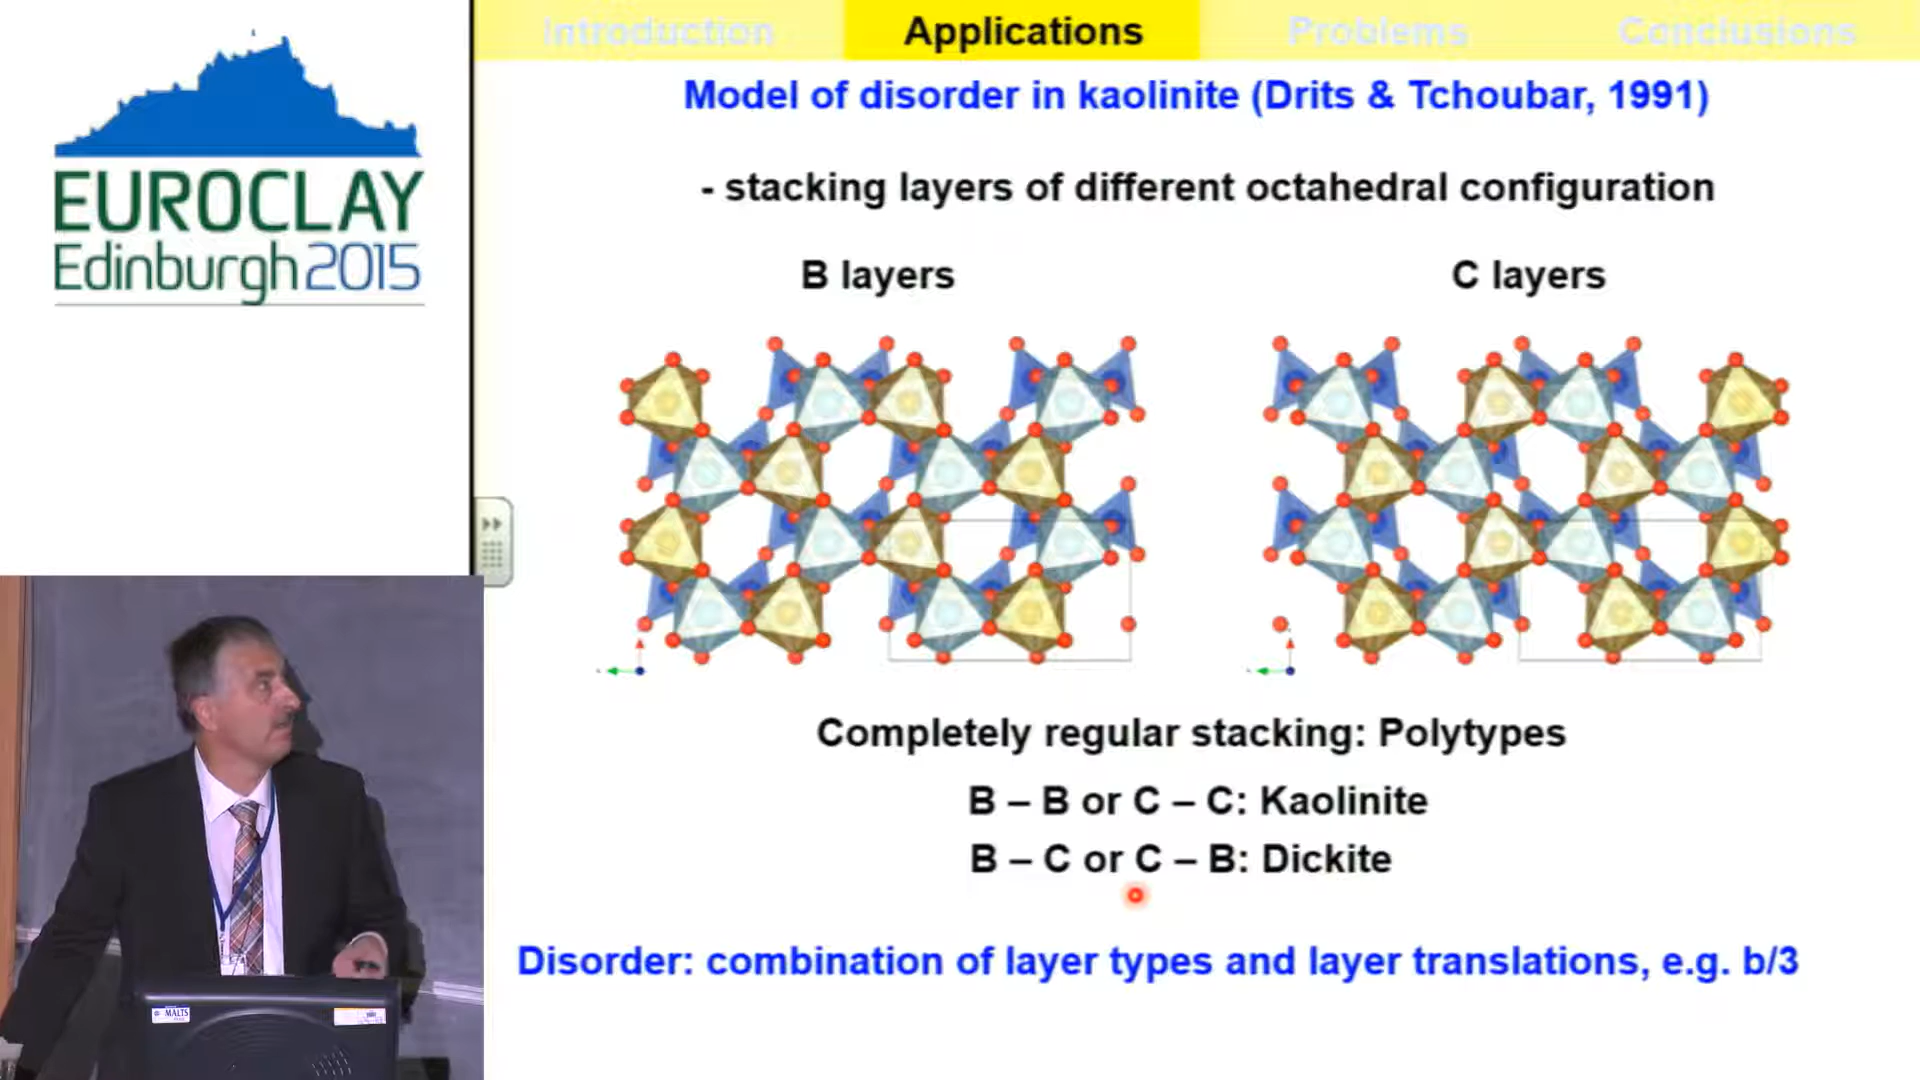 EUROCLAY
Edinburgh 2015
Introduction
Applications
Problems
Conclusions
Model of disorder in kaolinite (Drits & Tchoubar, 1991)
- stacking layers of different octahedral configuration
B layers
C layers
Completely regular stacking: Polytypes
B – B or C – C: Kaolinite
B – C or C – B: Dickite
Disorder: combination of layer types and layer translations, e.g. b/3
MALTS